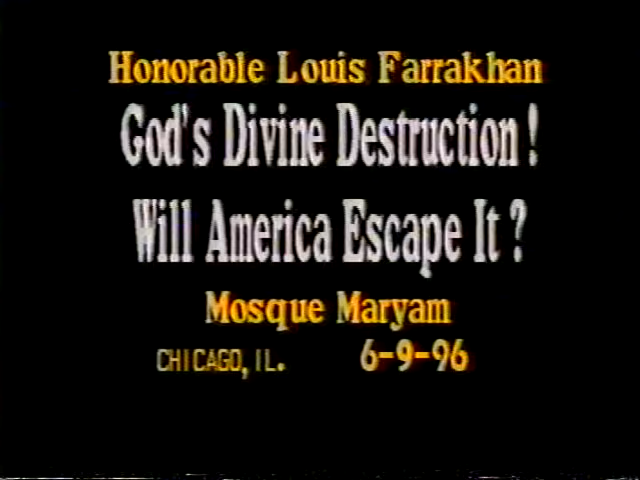 Honorable Louis Farrakhan
God's Divine Destruction!
Will America Escape It?
Mosque Maryam
CHICAGO, IL. 6-9-96